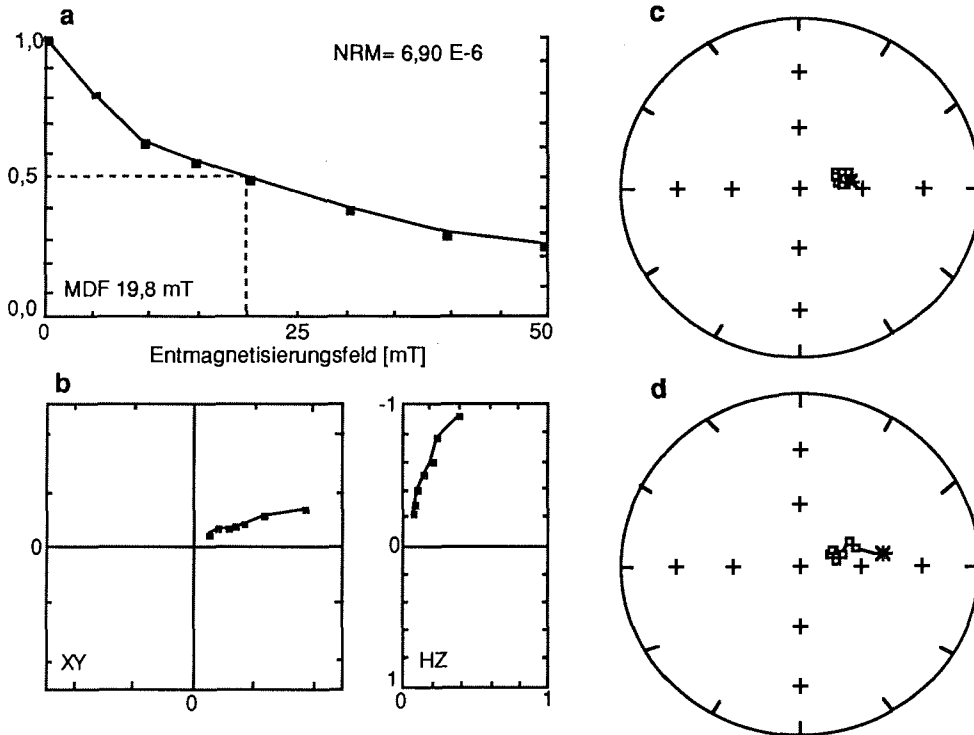 a
1,0
NRM= 6,90 E-6
0,5
MDF 19,8 mT
0,0
0
25
50
Entmagnetisierungsfeld [mT]
b
XY
0
0
-1
0
1
HZ
0
1
c
d